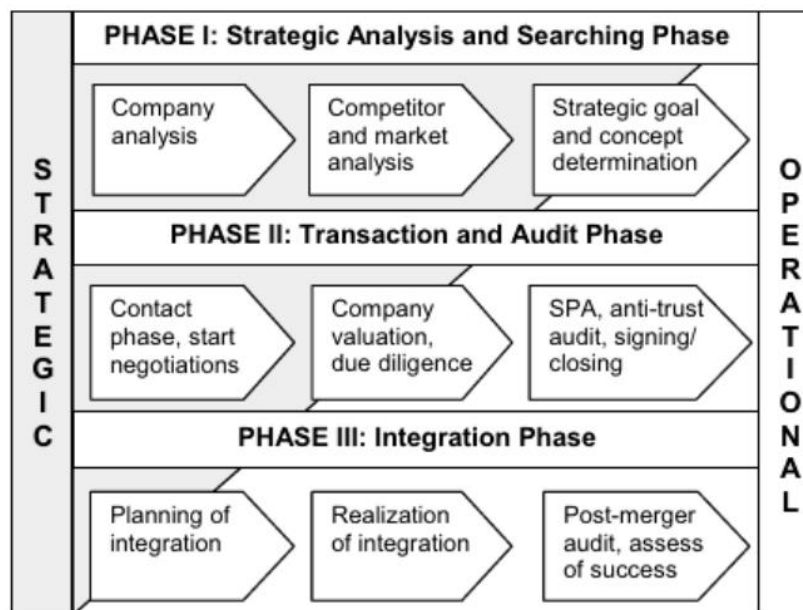 PHASE I: Strategic Analysis and Searching Phase
Company
analysis
Competitor
and market
analysis
Strategic goal
and concept
determination
STRATEGIC
OPERATIONAL
PHASE II: Transaction and Audit Phase
Contact
phase, start
negotiations
Company
valuation,
due diligence
SPA, anti-trust
audit, signing/
closing
PHASE III: Integration Phase
Planning of
integration
Realization
of integration
Post-merger
audit, assess
of success